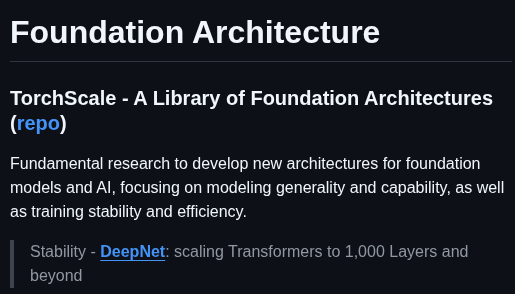 Foundation Architecture
TorchScale - A Library of Foundation Architectures
(repo)
Fundamental research to develop new architectures for foundation
models and AI, focusing on modeling generality and capability, as well
as training stability and efficiency.
Stability - DeepNet: scaling Transformers to 1,000 Layers and
beyond